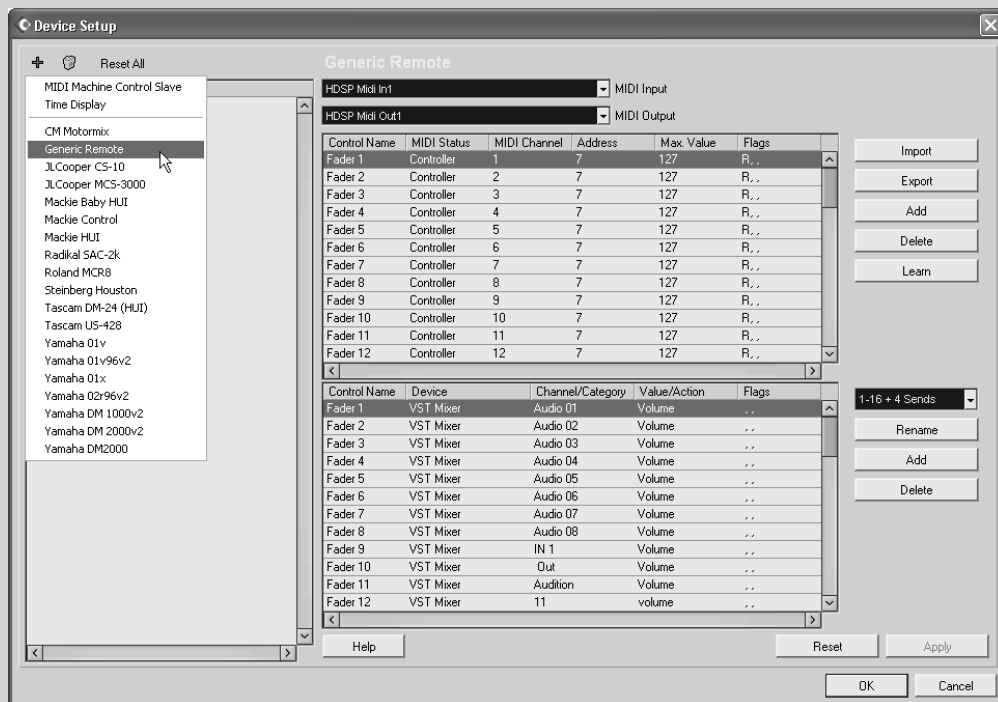 Device Setup
Reset All
MIDI Machine Control Slave
Time Display
CM Motormix
Generic Remote
JLCooper CS-10
JLCooper MCS-3000
Mackie Baby HUI
Mackie Control
Mackie HUI
Radikal SAC-2k
Roland MCR8
Steinberg Houston
Tascam DM-24 (HUI)
Tascam US-428
Yamaha 01v
Yamaha 01v96v2
Yamaha 01x
Yamaha 02r96v2
Yamaha DM 1000v2
Yamaha DM 2000v2
Yamaha DM2000
Generic Remote
HDSP Midi In1 MIDI Input
HDSP Midi Out1 MIDI Output
Control Name MIDI Status MIDI Channel Address Max. Value Flags
Fader 1 Controller 1 7 127 R, ,
Fader 2 Controller 2 7 127 R, ,
Fader 3 Controller 3 7 127 R, ,
Fader 4 Controller 4 7 127 R, ,
Fader 5 Controller 5 7 127 R, ,
Fader 6 Controller 6 7 127 R, ,
Fader 7 Controller 7 7 127 R, ,
Fader 8 Controller 8 7 127 R, ,
Fader 9 Controller 9 7 127 R, ,
Fader 10 Controller 10 7 127 R, ,
Fader 11 Controller 11 7 127 R, ,
Fader 12 Controller 12 7 127 R, ,
Import
Export
Add
Delete
Learn
Control Name Device Channel/Category Value/Action Flags
Fader 1 VST Mixer Audio 01 Volume , ,
Fader 2 VST Mixer Audio 02 Volume , ,
Fader 3 VST Mixer Audio 03 Volume , ,
Fader 4 VST Mixer Audio 04 Volume , ,
Fader 5 VST Mixer Audio 05 Volume , ,
Fader 6 VST Mixer Audio 06 Volume , ,
Fader 7 VST Mixer Audio 07 Volume , ,
Fader 8 VST Mixer Audio 08 Volume , ,
Fader 9 VST Mixer IN 1 Volume , ,
Fader 10 VST Mixer Out Volume , ,
Fader 11 VST Mixer Audition Volume , ,
Fader 12 VST Mixer 11 volume , ,
1-16 + 4 Sends
Rename
Add
Delete
Help
Reset
Apply
OK
Cancel